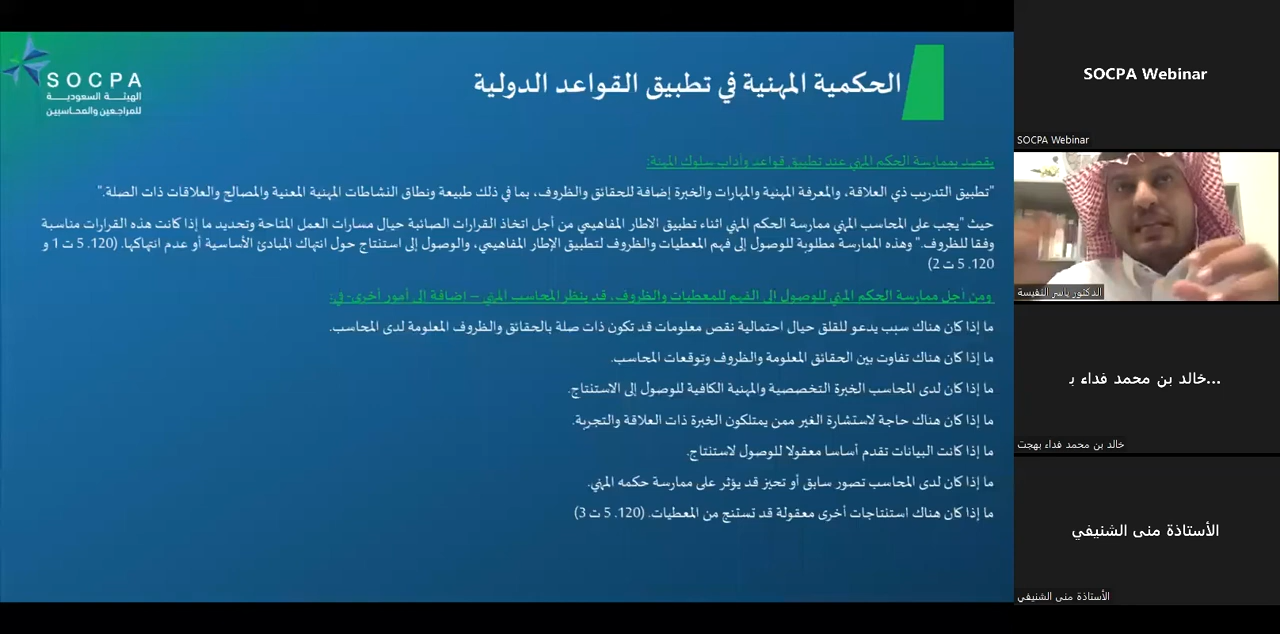 SOCPA
الهيئة السعودية
للمراجعين والمحاسبين
الحكمية المهنية في تطبيق القواعد الدولية
يقصد بممارسة الحكم المهني عند تطبيق قواعد وآداب سلوك المهنة:
"تطبيق التدريب ذي العلاقة، والمعرفة المهنية والمهارات والخبرة إضافة للحقائق والظروف، بما في ذلك طبيعة ونطاق النشاطات المهنية المعنية والمصالح والعلاقات ذات الصلة."
حيث "يجب على المحاسب المهني ممارسة الحكم المهني اثناء تطبيق الاطار المفاهيمي من أجل اتخاذ القرارات الصائبة حيال مسارات العمل المتاحة وتحديد ما إذا كانت هذه القرارات مناسبة
وفقا للظروف." وهذه الممارسة مطلوبة للوصول إلى فهم المعطيات والظروف لتطبيق الإطار المفاهيمي، والوصول إلى استنتاج حول انتهاك المبادئ الأساسية أو عدم انتهاكها. (120. 5 ت 1 و
120. 5 ت 2)
ومن أجل ممارسة الحكم المهني للوصول الى الفهم للمعطيات والظروف، قد ينظر المحاسب المهني – إضافة إلى أمور أخرى- في:
ما إذا كان هناك سبب يدعو للقلق حيال احتمالية نقص معلومات قد تكون ذات صلة بالحقائق والظروف المعلومة لدى المحاسب.
ما إذا كان هناك تفاوت بين الحقائق المعلومة والظروف وتوقعات المحاسب.
ما إذا كان لدى المحاسب الخبرة التخصصية والمهنية الكافية للوصول إلى الاستنتاج.
ما إذا كان هناك حاجة لاستشارة الغير ممن يمتلكون الخبرة ذات العلاقة والتجربة.
ما إذا كانت البيانات تقدم أساسا معقولا للوصول لاستنتاج.
ما إذا كان لدى المحاسب تصور سابق أو تحيز قد يؤثر على ممارسة حكمه المهني.
ما إذا كان هناك استنتاجات أخرى معقولة قد تستنج من المعطيات. (120. 5 ت 3)
SOCPA Webinar
SOCPA Webinar
الدكتور ياسر النفيسة
خالد بن محمد فداء ب...
خالد بن محمد فداء بهجت
الأستاذة منى الشنيفي
الأستاذة منى الشنيفي